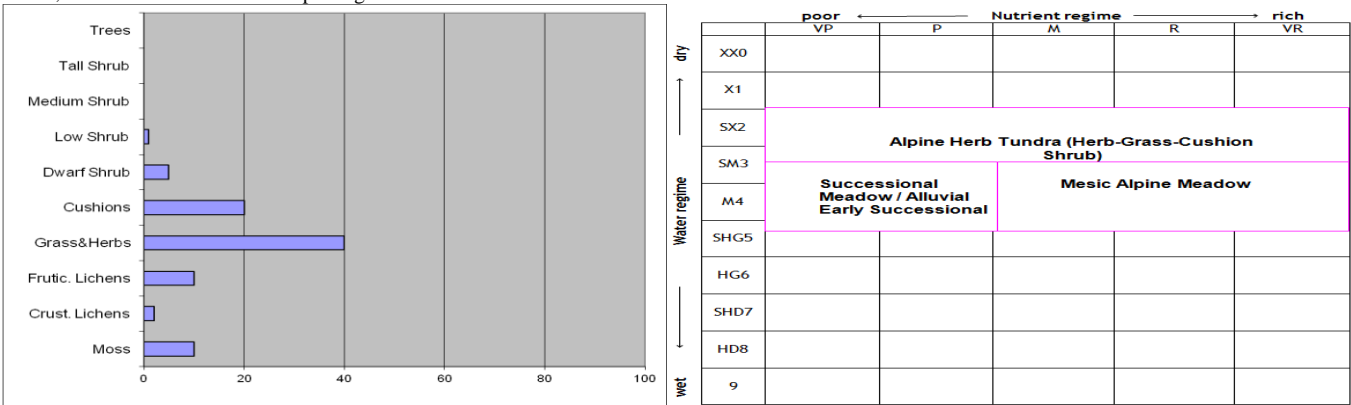 Trees
Tall Shrub
Medium Shrub
Low Shrub
Dwarf Shrub
Cushions
Grass&Herbs
Frutic. Lichens
Crust. Lichens
Moss
0 20 40 60 80 100
poor Nutrient regime rich
VP P M R VR
dry
Water regime
wet
XX0
X1
SX2
SM3
M4
SHG5
HG6
SHD7
HD8
9
Alpine Herb Tundra (Herb-Grass-Cushion
Shrub)
Successional
Meadow / Alluvial
Early Successional
Mesic Alpine Meadow